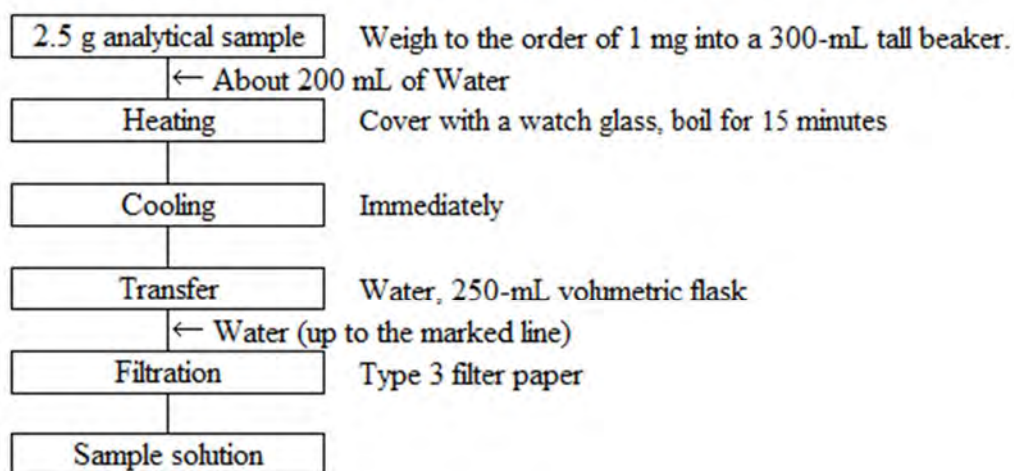 2.5 g analytical sample Weigh to the order of 1 mg into a 300-mL tall beaker.
← About 200 mL of Water
Heating Cover with a watch glass, boil for 15 minutes
Cooling Immediately
Transfer Water, 250-mL volumetric flask
← Water (up to the marked line)
Filtration Type 3 filter paper
Sample solution